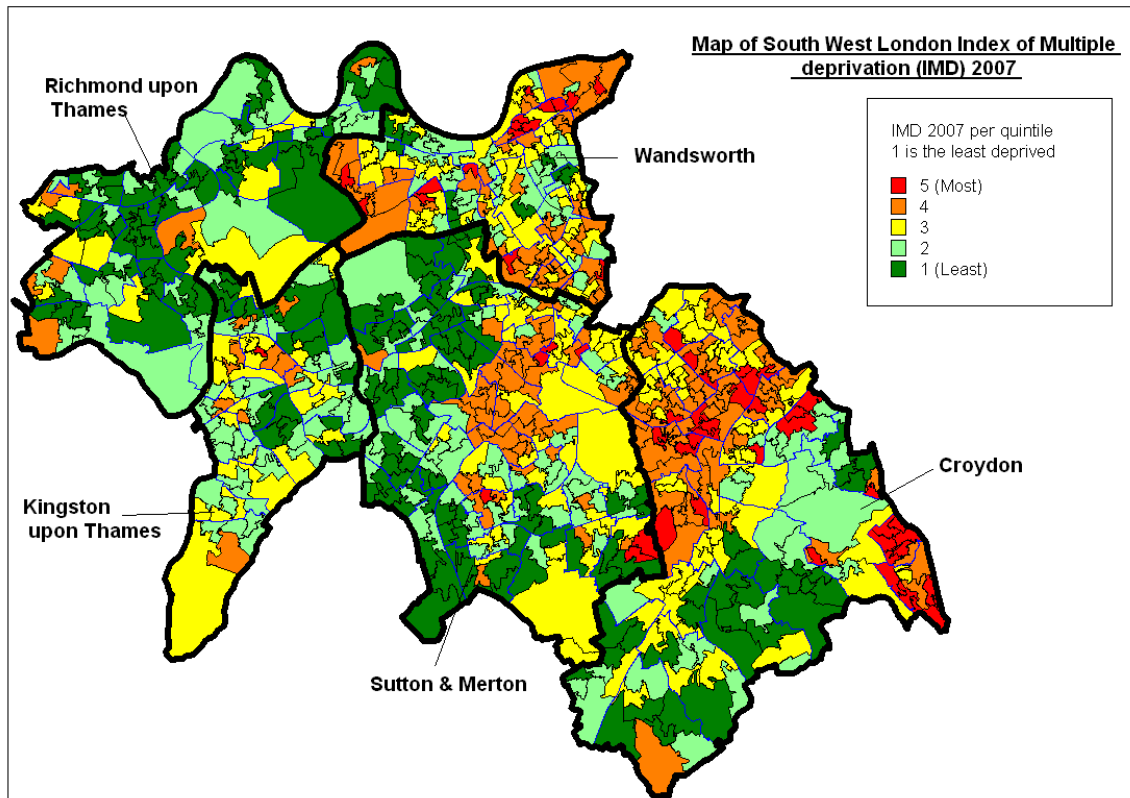 Map of South West London Index of Multiple
deprivation (IMD) 2007
Richmond upon
Thames
Wandsworth
IMD 2007 per quintile
1 is the least deprived
5 (Most)
4
3
2
1 (Least)
Croydon
Kingston
upon Thames
Sutton & Merton